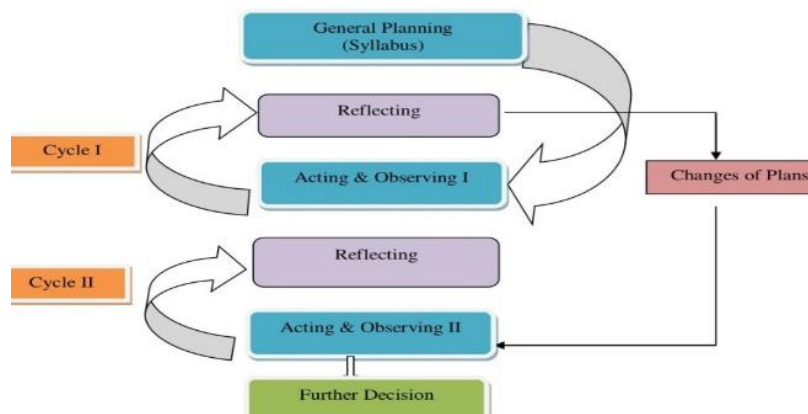 General Planning
(Syllabus)
Reflecting
Cycle I
Acting & Observing I
Changes of Plans
Reflecting
Cycle II
Acting & Observing II
Further Decision